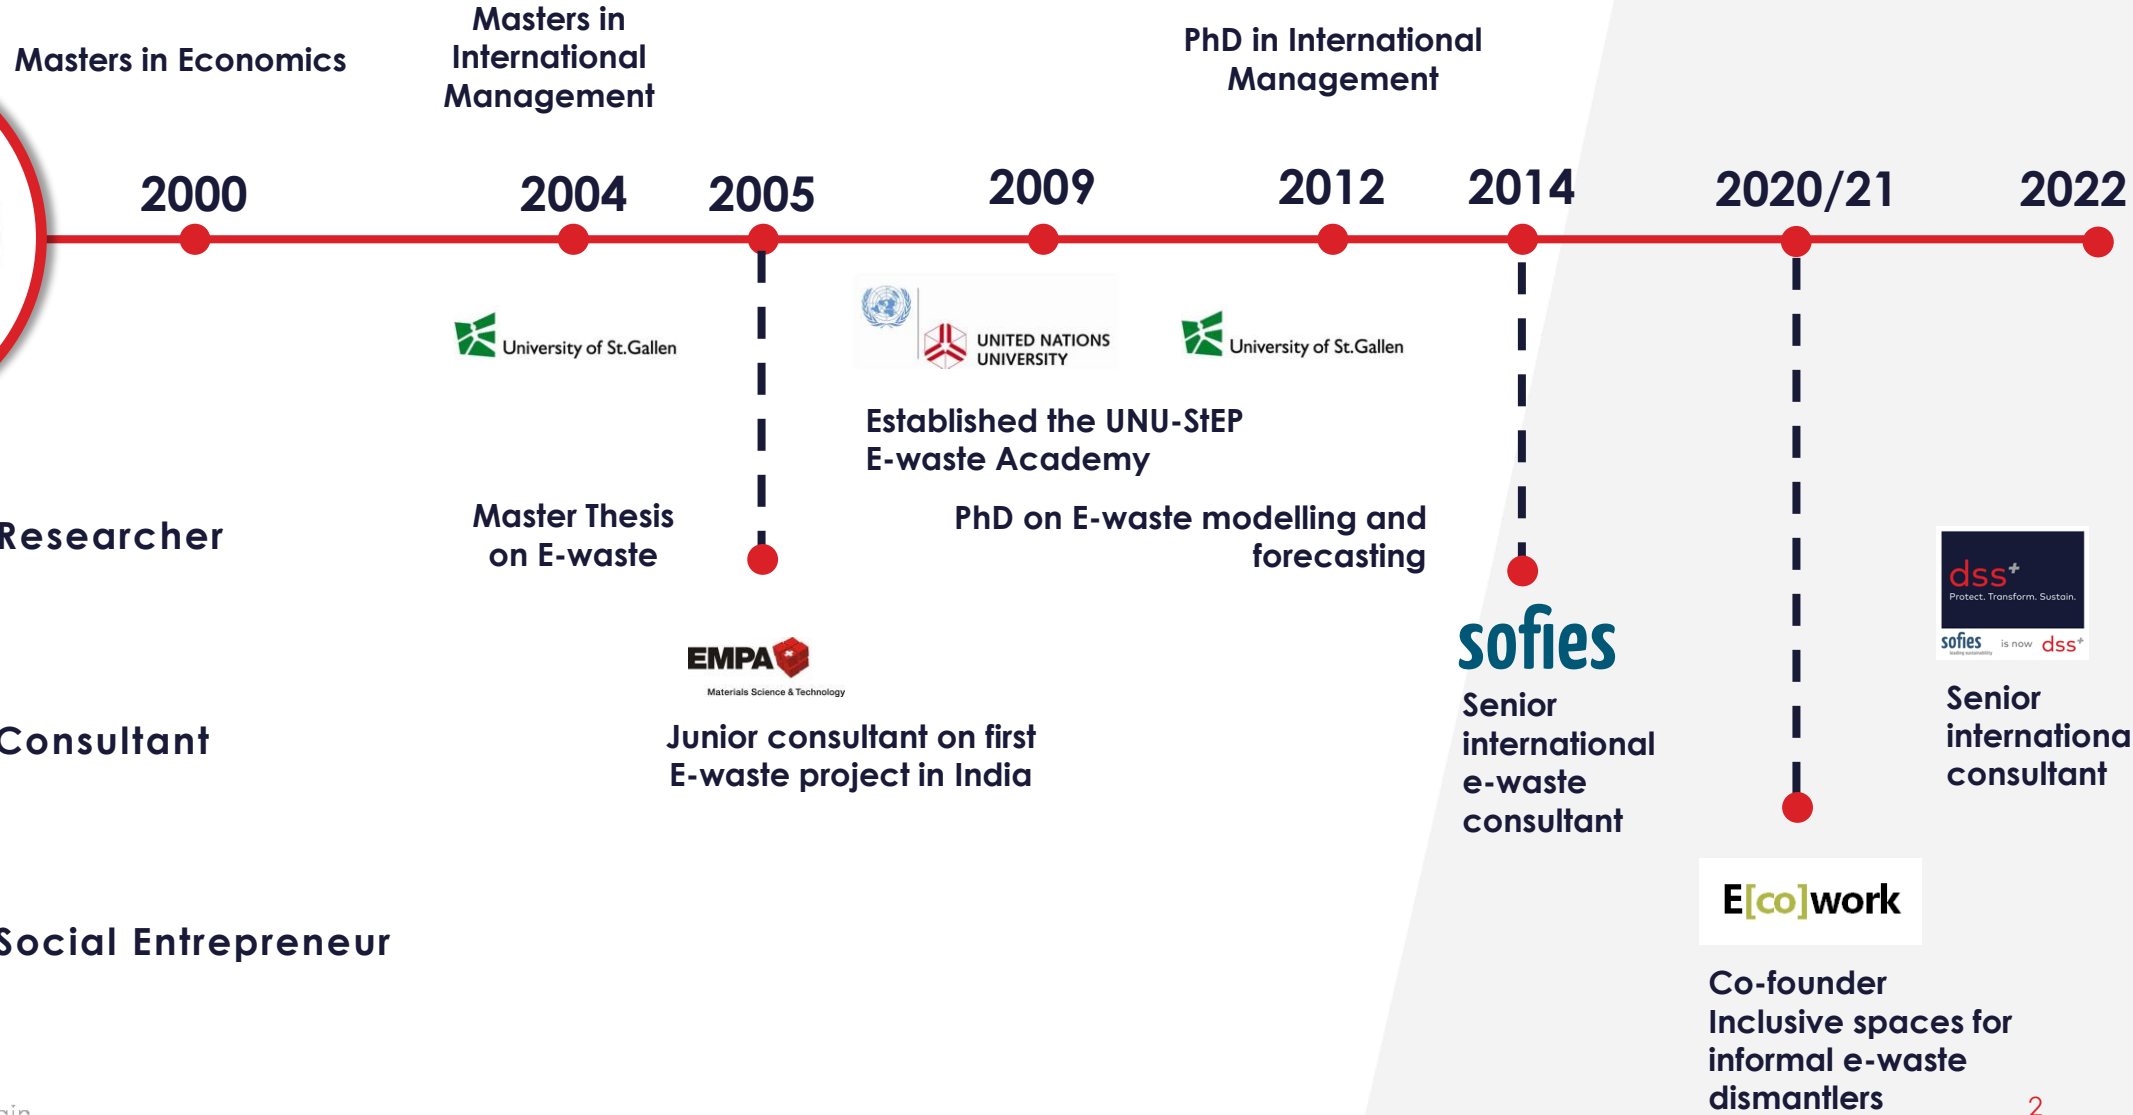 Masters in Economics
Masters in
International
Management
PhD in International
Management
2000
2004
2005
2009
2012
2014
2020/21
2022
University of St.Gallen
UNITED NATIONS
UNIVERSITY
University of St.Gallen
Established the UNU-StEP
E-waste Academy
Researcher
Master Thesis
on E-waste
PhD on E-waste modelling and
forecasting
dss+
Protect. Transform. Sustain.
sofies is now dss+
leading sustainability
EMPA
Materials Science & Technology
sofies
Consultant
Junior consultant on first
E-waste project in India
Senior
international
e-waste
consultant
Senior
internationa
consultant
E[co]work
Social Entrepreneur
Co-founder
Inclusive spaces for
informal e-waste
dismantlers
2